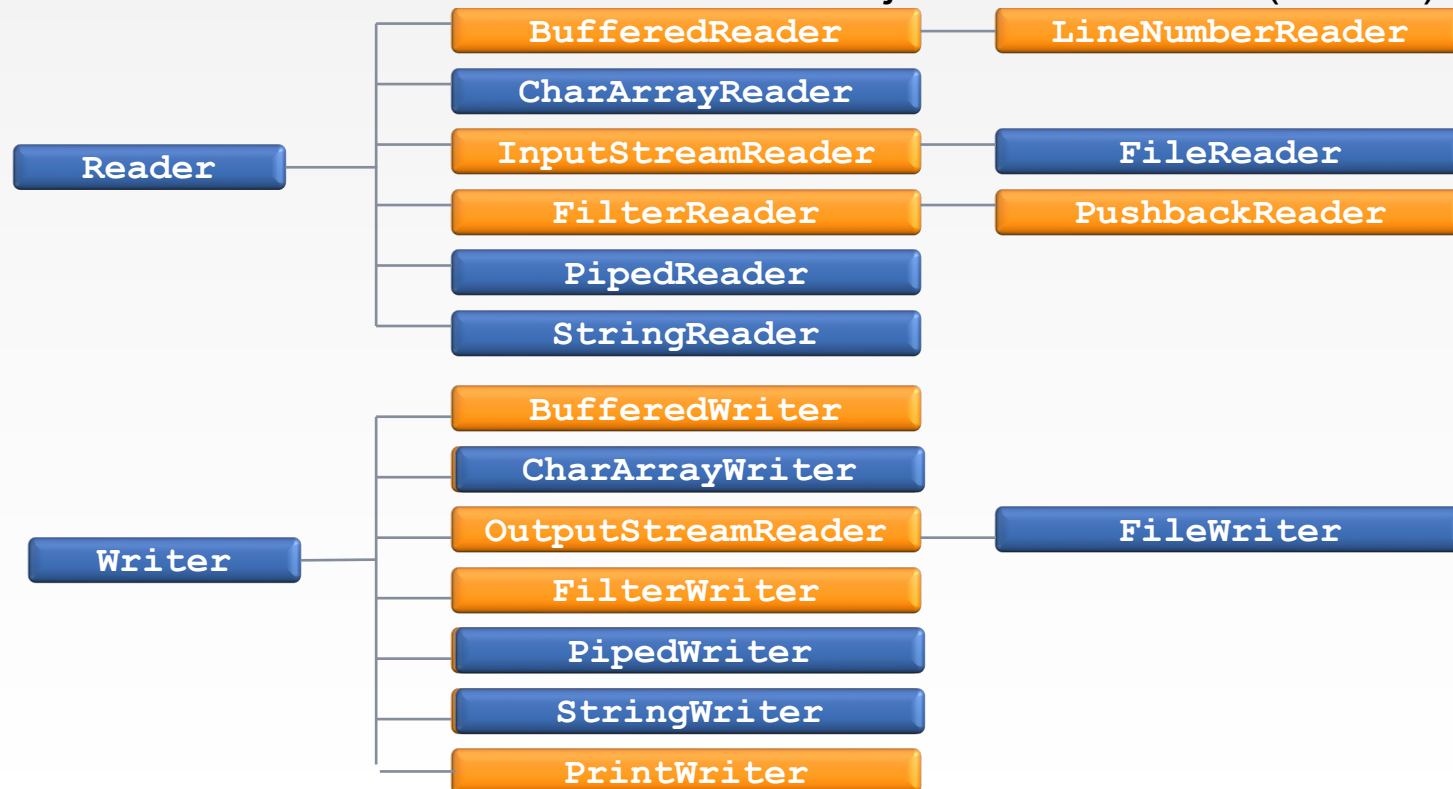 BufferedReader
LineNumberReader
CharArrayReader
InputStreamReader
FileReader
Reader
FilterReader
PushbackReader
PipedReader
StringReader
BufferedWriter
CharArrayWriter
OutputStreamReader
FileWriter
Writer
FilterWriter
PipedWriter
StringWriter
PrintWriter